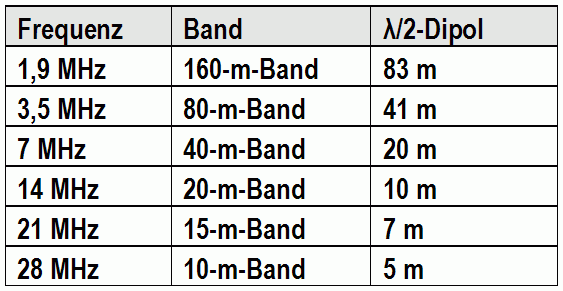 Frequenz Band λ/2-Dipol
1,9 MHz 160-m-Band 83 m
3,5 MHz 80-m-Band 41 m
7 MHz 40-m-Band 20 m
14 MHz 20-m-Band 10 m
21 MHz 15-m-Band 7 m
28 MHz 10-m-Band 5 m